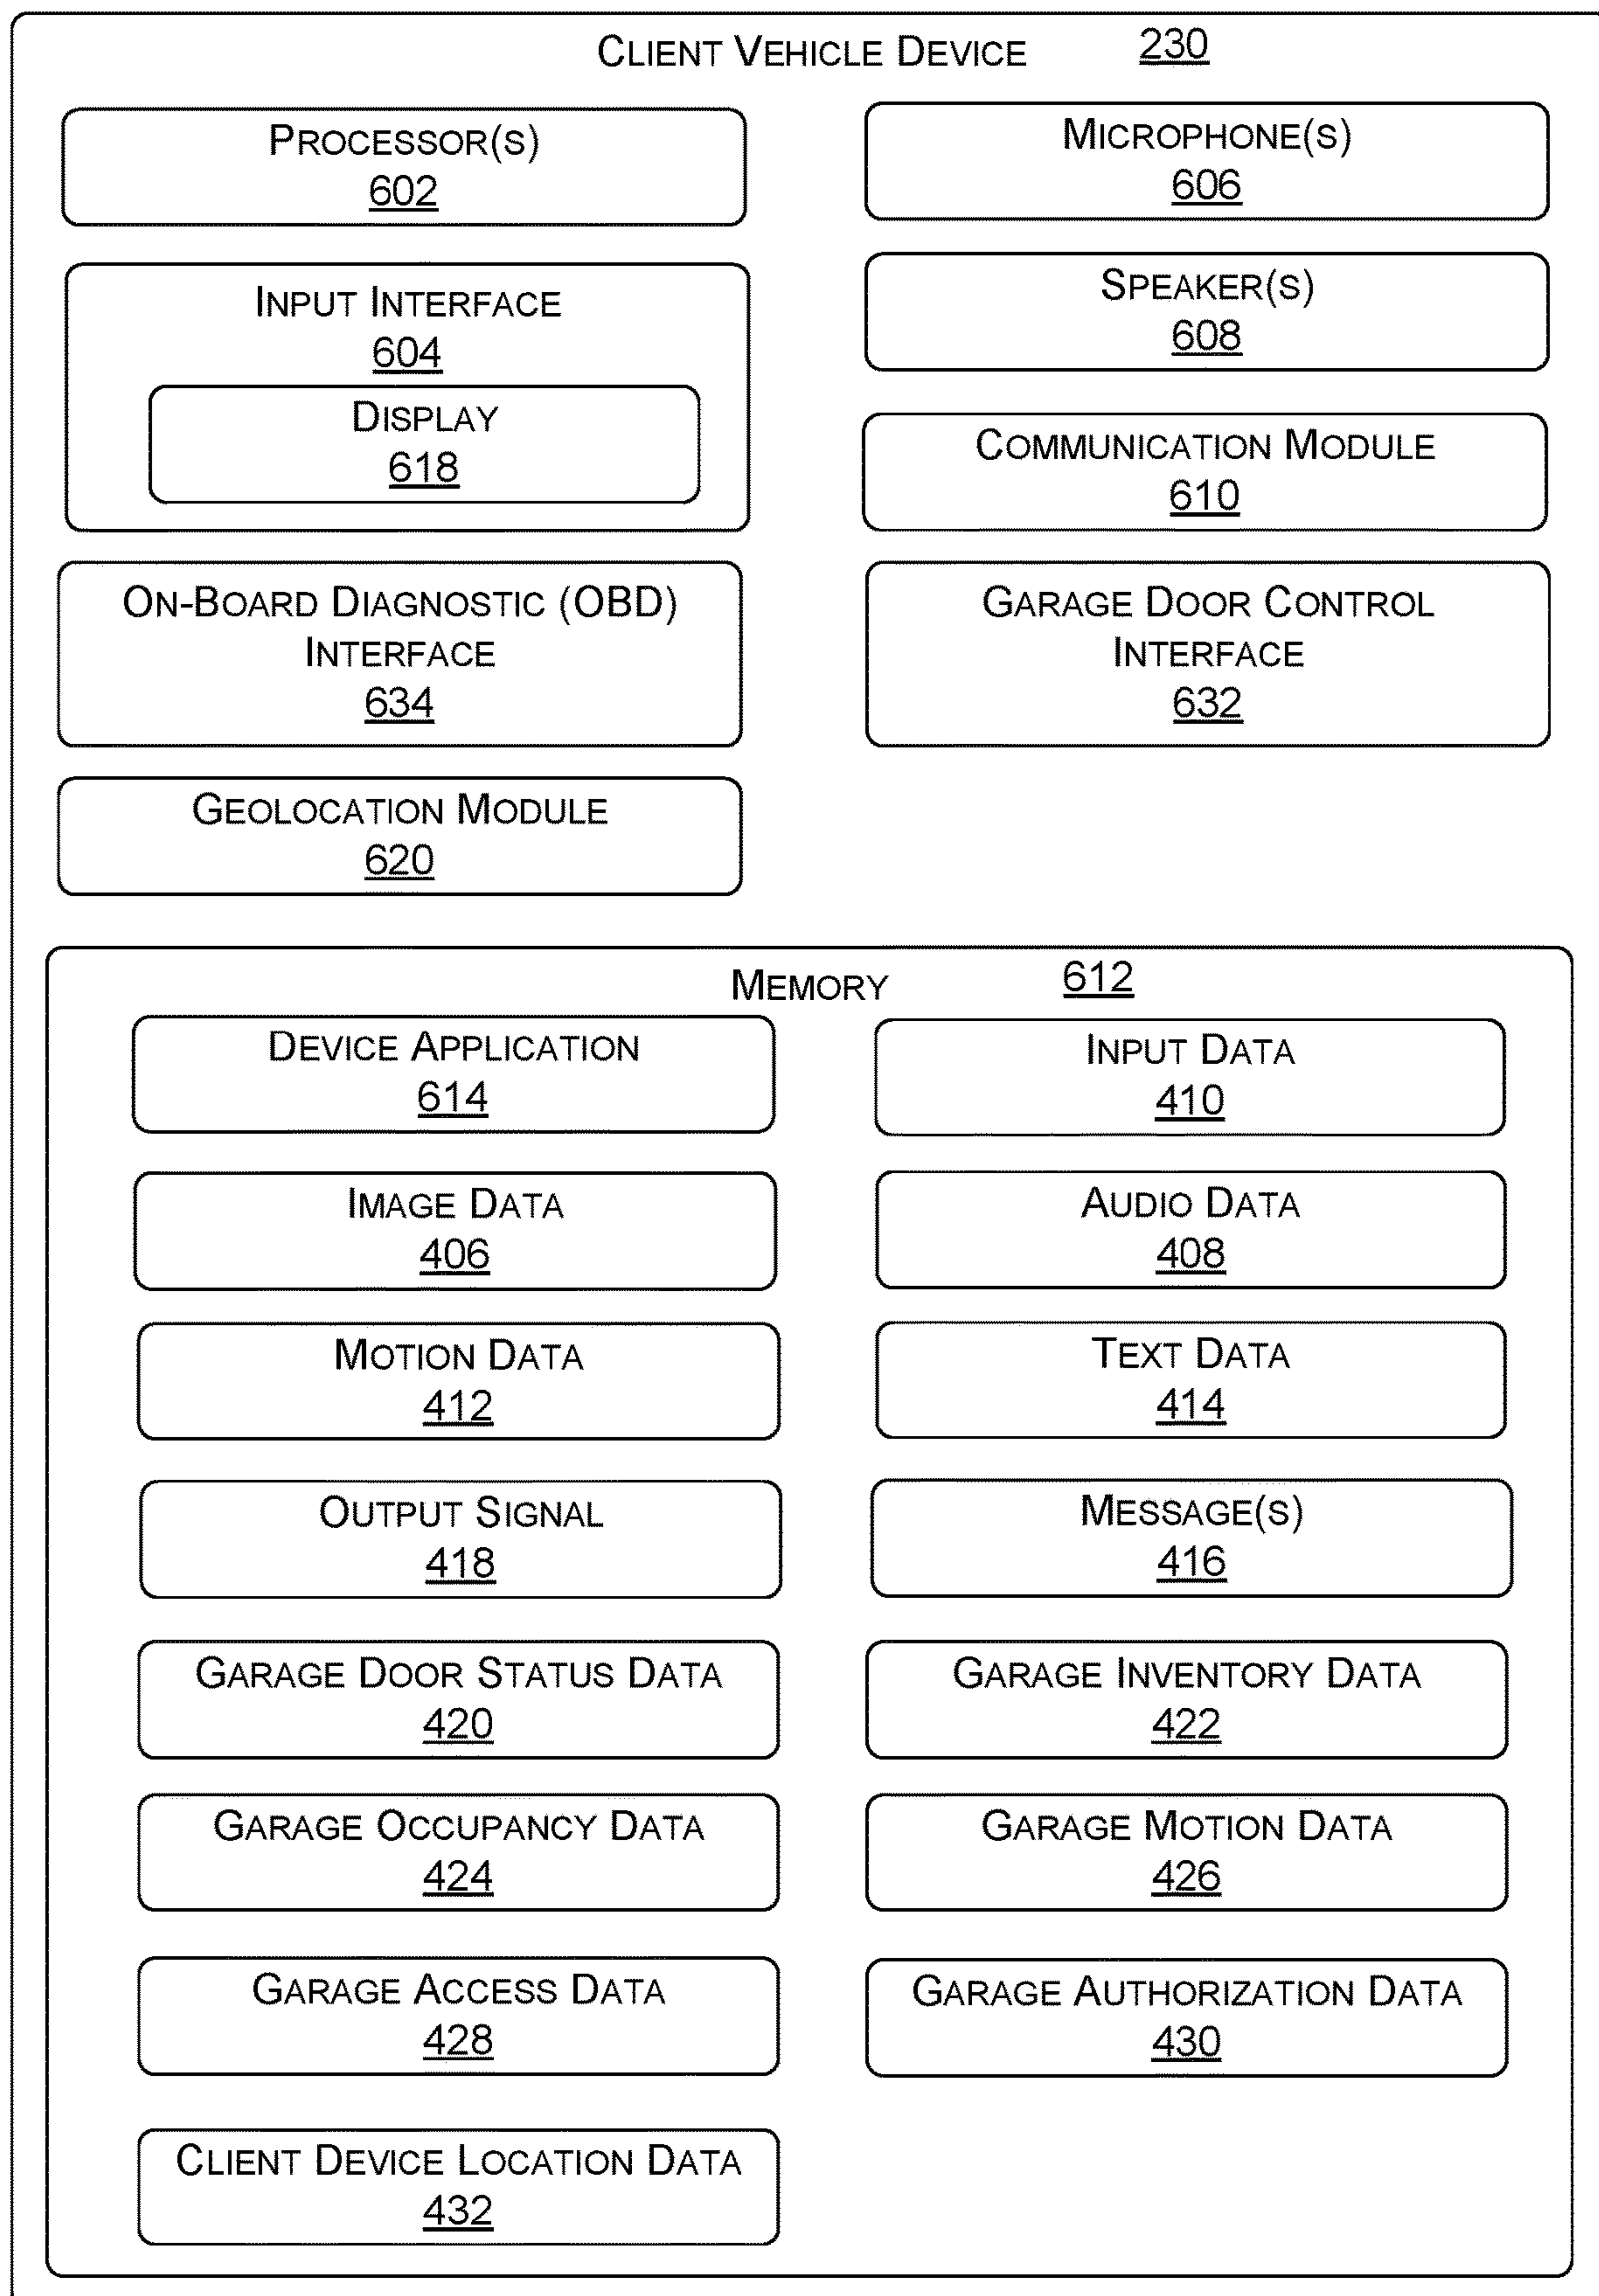 CLIENT VEHICLE DEVICE 230
PROCESSOR(S)
602
MICROPHONE(S)
606
INPUT INTERFACE
604
DISPLAY
618
SPEAKER(S)
608
COMMUNICATION MODULE
610
ON-BOARD DIAGNOSTIC (OBD)
INTERFACE
634
GARAGE DOOR CONTROL
INTERFACE
632
GEOLOCATION MODULE
620
MEMORY 612
DEVICE APPLICATION
614
INPUT DATA
410
IMAGE DATA
406
AUDIO DATA
408
MOTION DATA
412
TEXT DATA
414
OUTPUT SIGNAL
418
MESSAGE(S)
416
GARAGE DOOR STATUS DATA
420
GARAGE INVENTORY DATA
422
GARAGE OCCUPANCY DATA
424
GARAGE MOTION DATA
426
GARAGE ACCESS DATA
428
GARAGE AUTHORIZATION DATA
430
CLIENT DEVICE LOCATION DATA
432